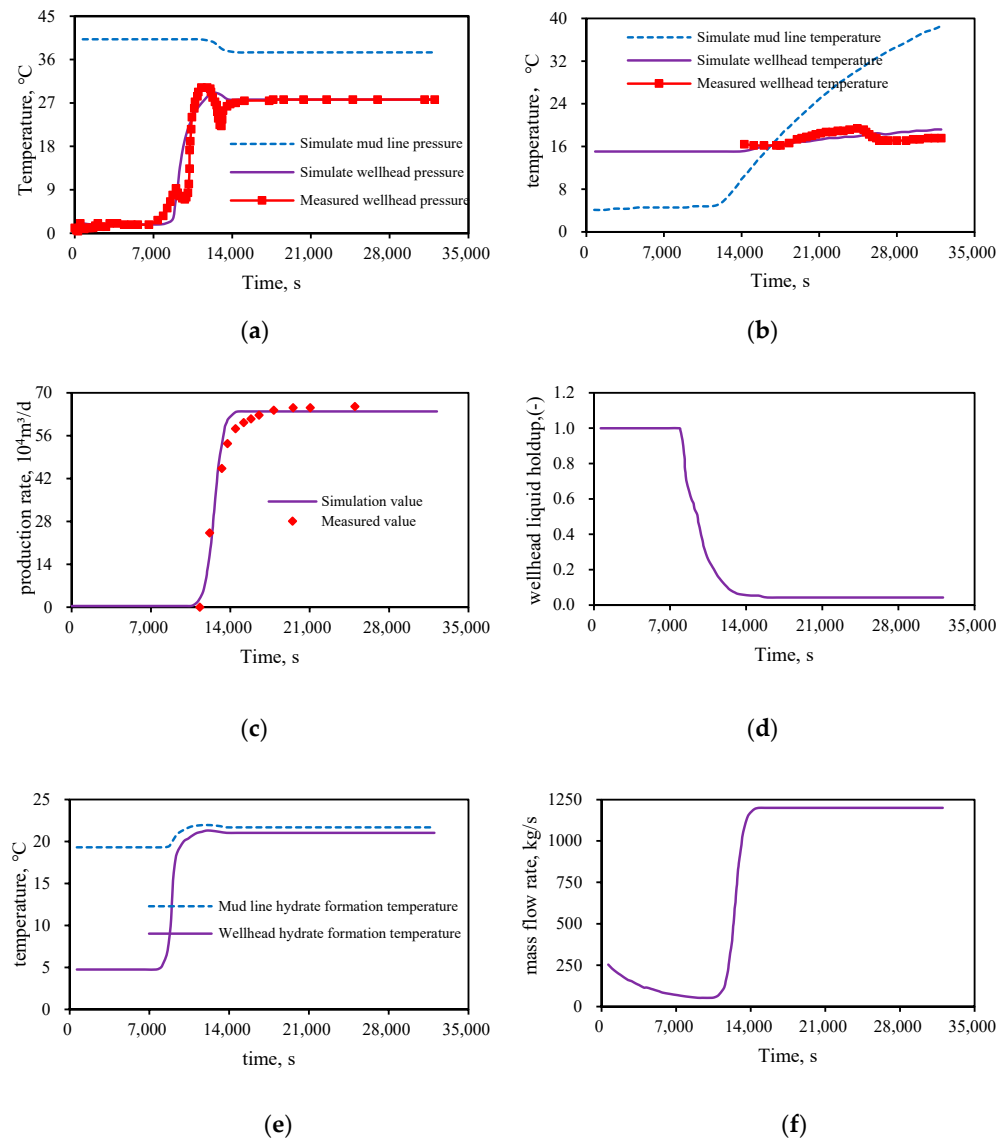 45
36
27
18
9
0
Temperature, °C
Simulate mud line pressure
Simulate wellhead pressure
Measured wellhead pressure
0
7,000
14,000
21,000
28,000
35,000
Time, s
(a)
40
32
24
16
8
0
temperature, °C
Simulate mud line temperature
Simulate wellhead temperature
Measured wellhead temperature
0
7,000
14,000
21,000
28,000
35,000
Time, s
(b)
70
56
42
28
14
0
production rate, 10⁴m³/d
Simulation value
Measured value
0
7,000
14,000
21,000
28,000
35,000
Time, s
(c)
1.2
1.0
0.8
0.6
0.4
0.2
0.0
wellhead liquid holdup,(-)
0
7,000
14,000
21,000
28,000
35,000
Time, s
(d)
25
20
15
10
5
0
temperature, °C
Mud line hydrate formation temperature
Wellhead hydrate formation temperature
0
7,000
14,000
21,000
28,000
35,000
time, s
(e)
1250
1000
750
500
250
0
mass flow rate, kg/s
0
7,000
14,000
21,000
28,000
35,000
Time, s
(f)